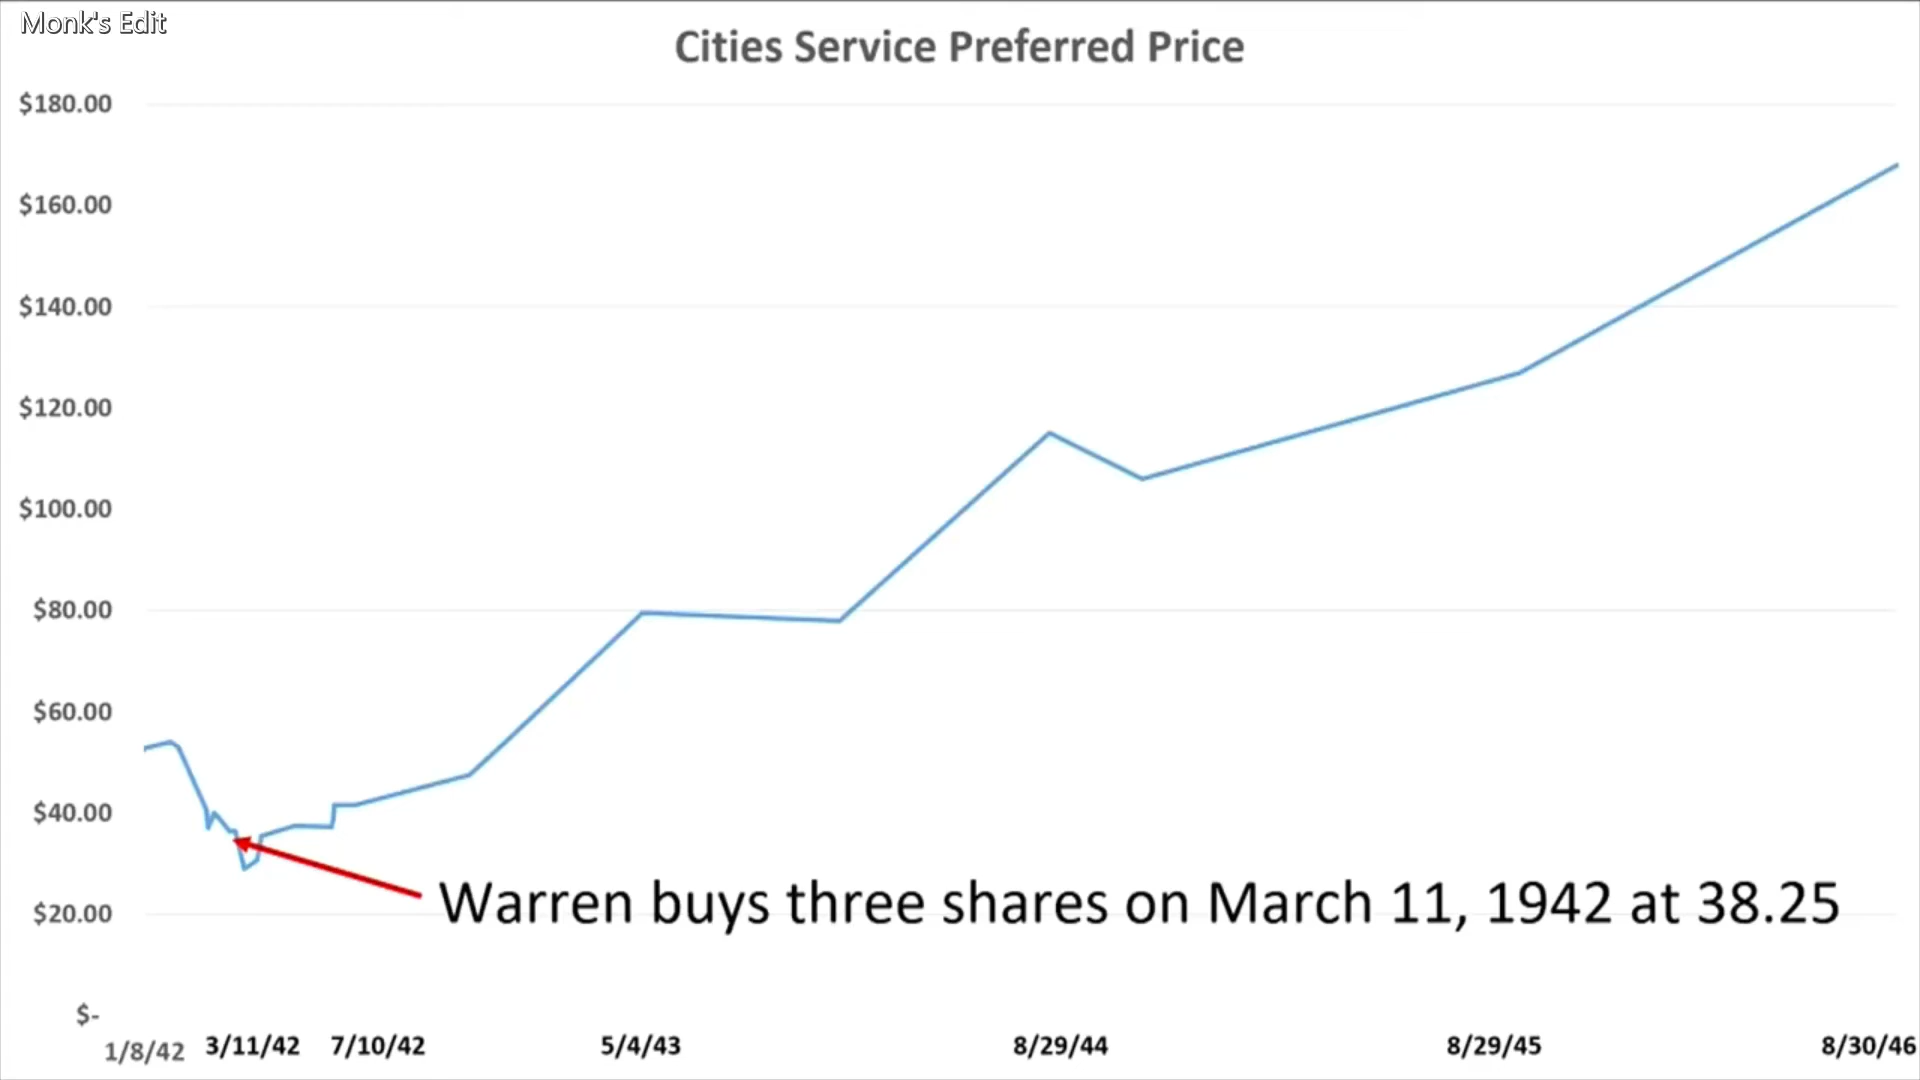 Monk's Edit
Cities Service Preferred Price
$180.00
$160.00
$140.00
$120.00
$100.00
$80.00
$60.00
$40.00
$20.00
$-
Warren buys three shares on March 11, 1942 at 38.25
1/8/42 3/11/42 7/10/42 5/4/43 8/29/44 8/29/45 8/30/46